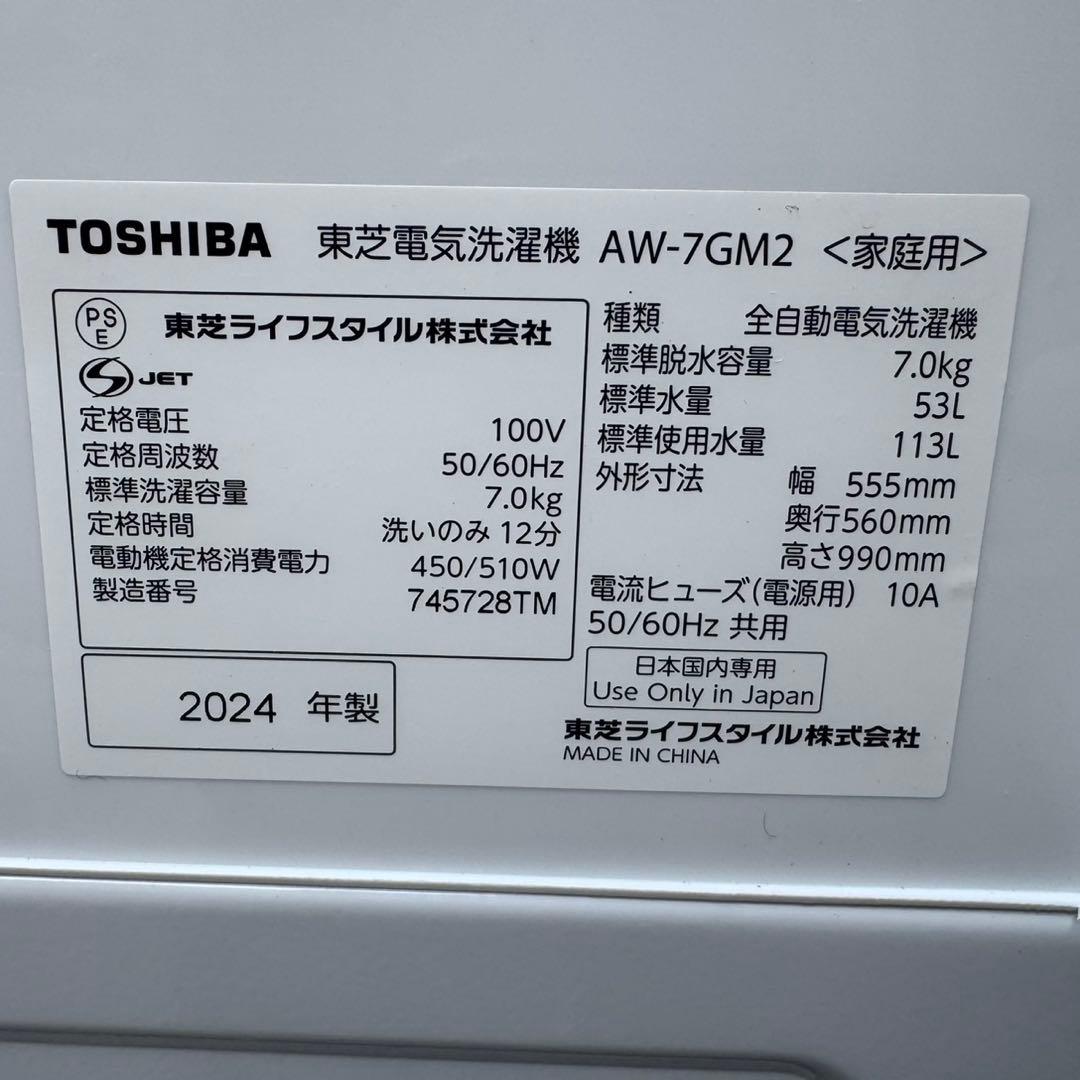 TOSHIBA 東芝電気洗濯機 AW-7GM2 <家庭用>
PSE 東芝ライフスタイル株式会社
S JET
定格電圧 100V
定格周波数 50/60Hz
標準洗濯容量 7.0kg
定格時間 洗いのみ 12分
電動機定格消費電力 450/510W
製造番号 745728TM
2024 年製
種類 全自動電気洗濯機
標準脱水容量 7.0kg
標準水量 53L
標準使用水量 113L
外形寸法 幅 555mm
奥行560mm
高さ990mm
電流ヒューズ(電源用) 10A
50/60Hz 共用
日本国内専用
Use Only in Japan
東芝ライフスタイル株式会社
MADE IN CHINA